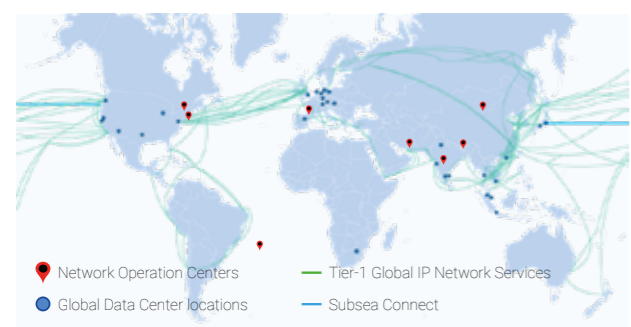 Network Operation Centers
Tier-1 Global IP Network Services
Global Data Center locations
Subsea Connect